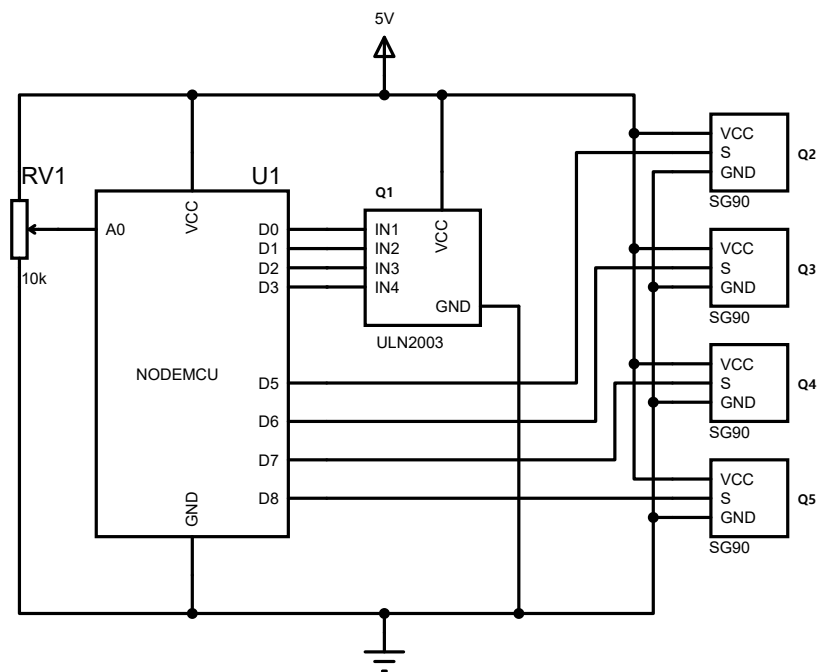 5V
RV1
10k
U1
VCC
A0
D0
D1
D2
D3
NODEMCU
D5
D6
D7
D8
GND
Q1
IN1
IN2
IN3
IN4
VCC
GND
ULN2003
VCC
S
GND
Q2
SG90
VCC
S
GND
Q3
SG90
VCC
S
GND
Q4
SG90
VCC
S
GND
Q5
SG90